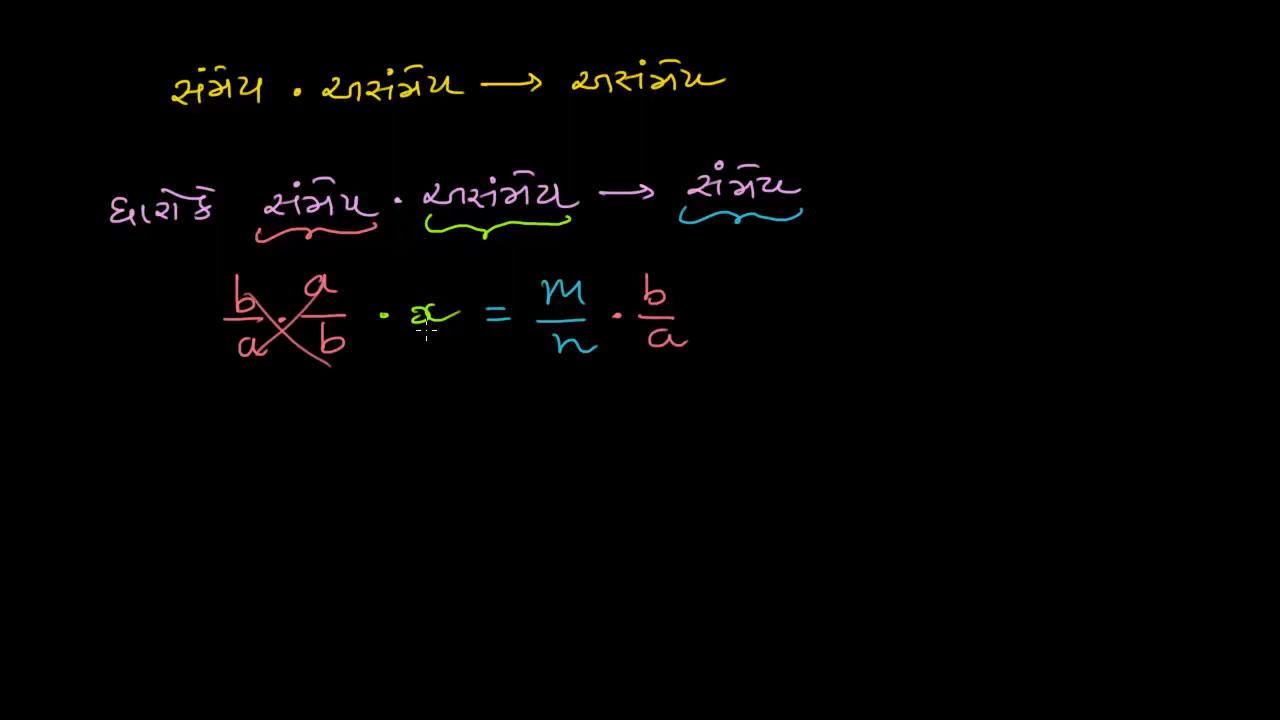 સંમેય · અસંમેય → અસંમેય
ધારોકે સંમેય · અસંમેય → સંમેય
b/a · a/b · x = m/n · b/a